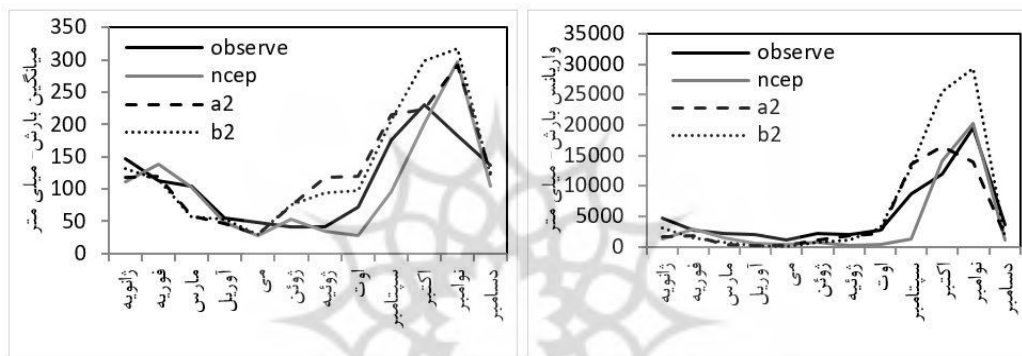 میانگین بارش- میلی متر
350
300
250
200
150
100
50
0
observe
ncep
a2
b2
ژانویه
فوریه
مارس
آوریل
می
ژوئن
ژوئیه
اوت
سپتامبر
اکتبر
نوامبر
دسامبر
واریانس بارش- میلی متر
35000
30000
25000
20000
15000
10000
5000
0
observe
ncep
a2
b2
ژانویه
فوریه
مارس
آوریل
می
ژوئن
ژوئیه
اوت
سپتامبر
اکتبر
نوامبر
دسامبر